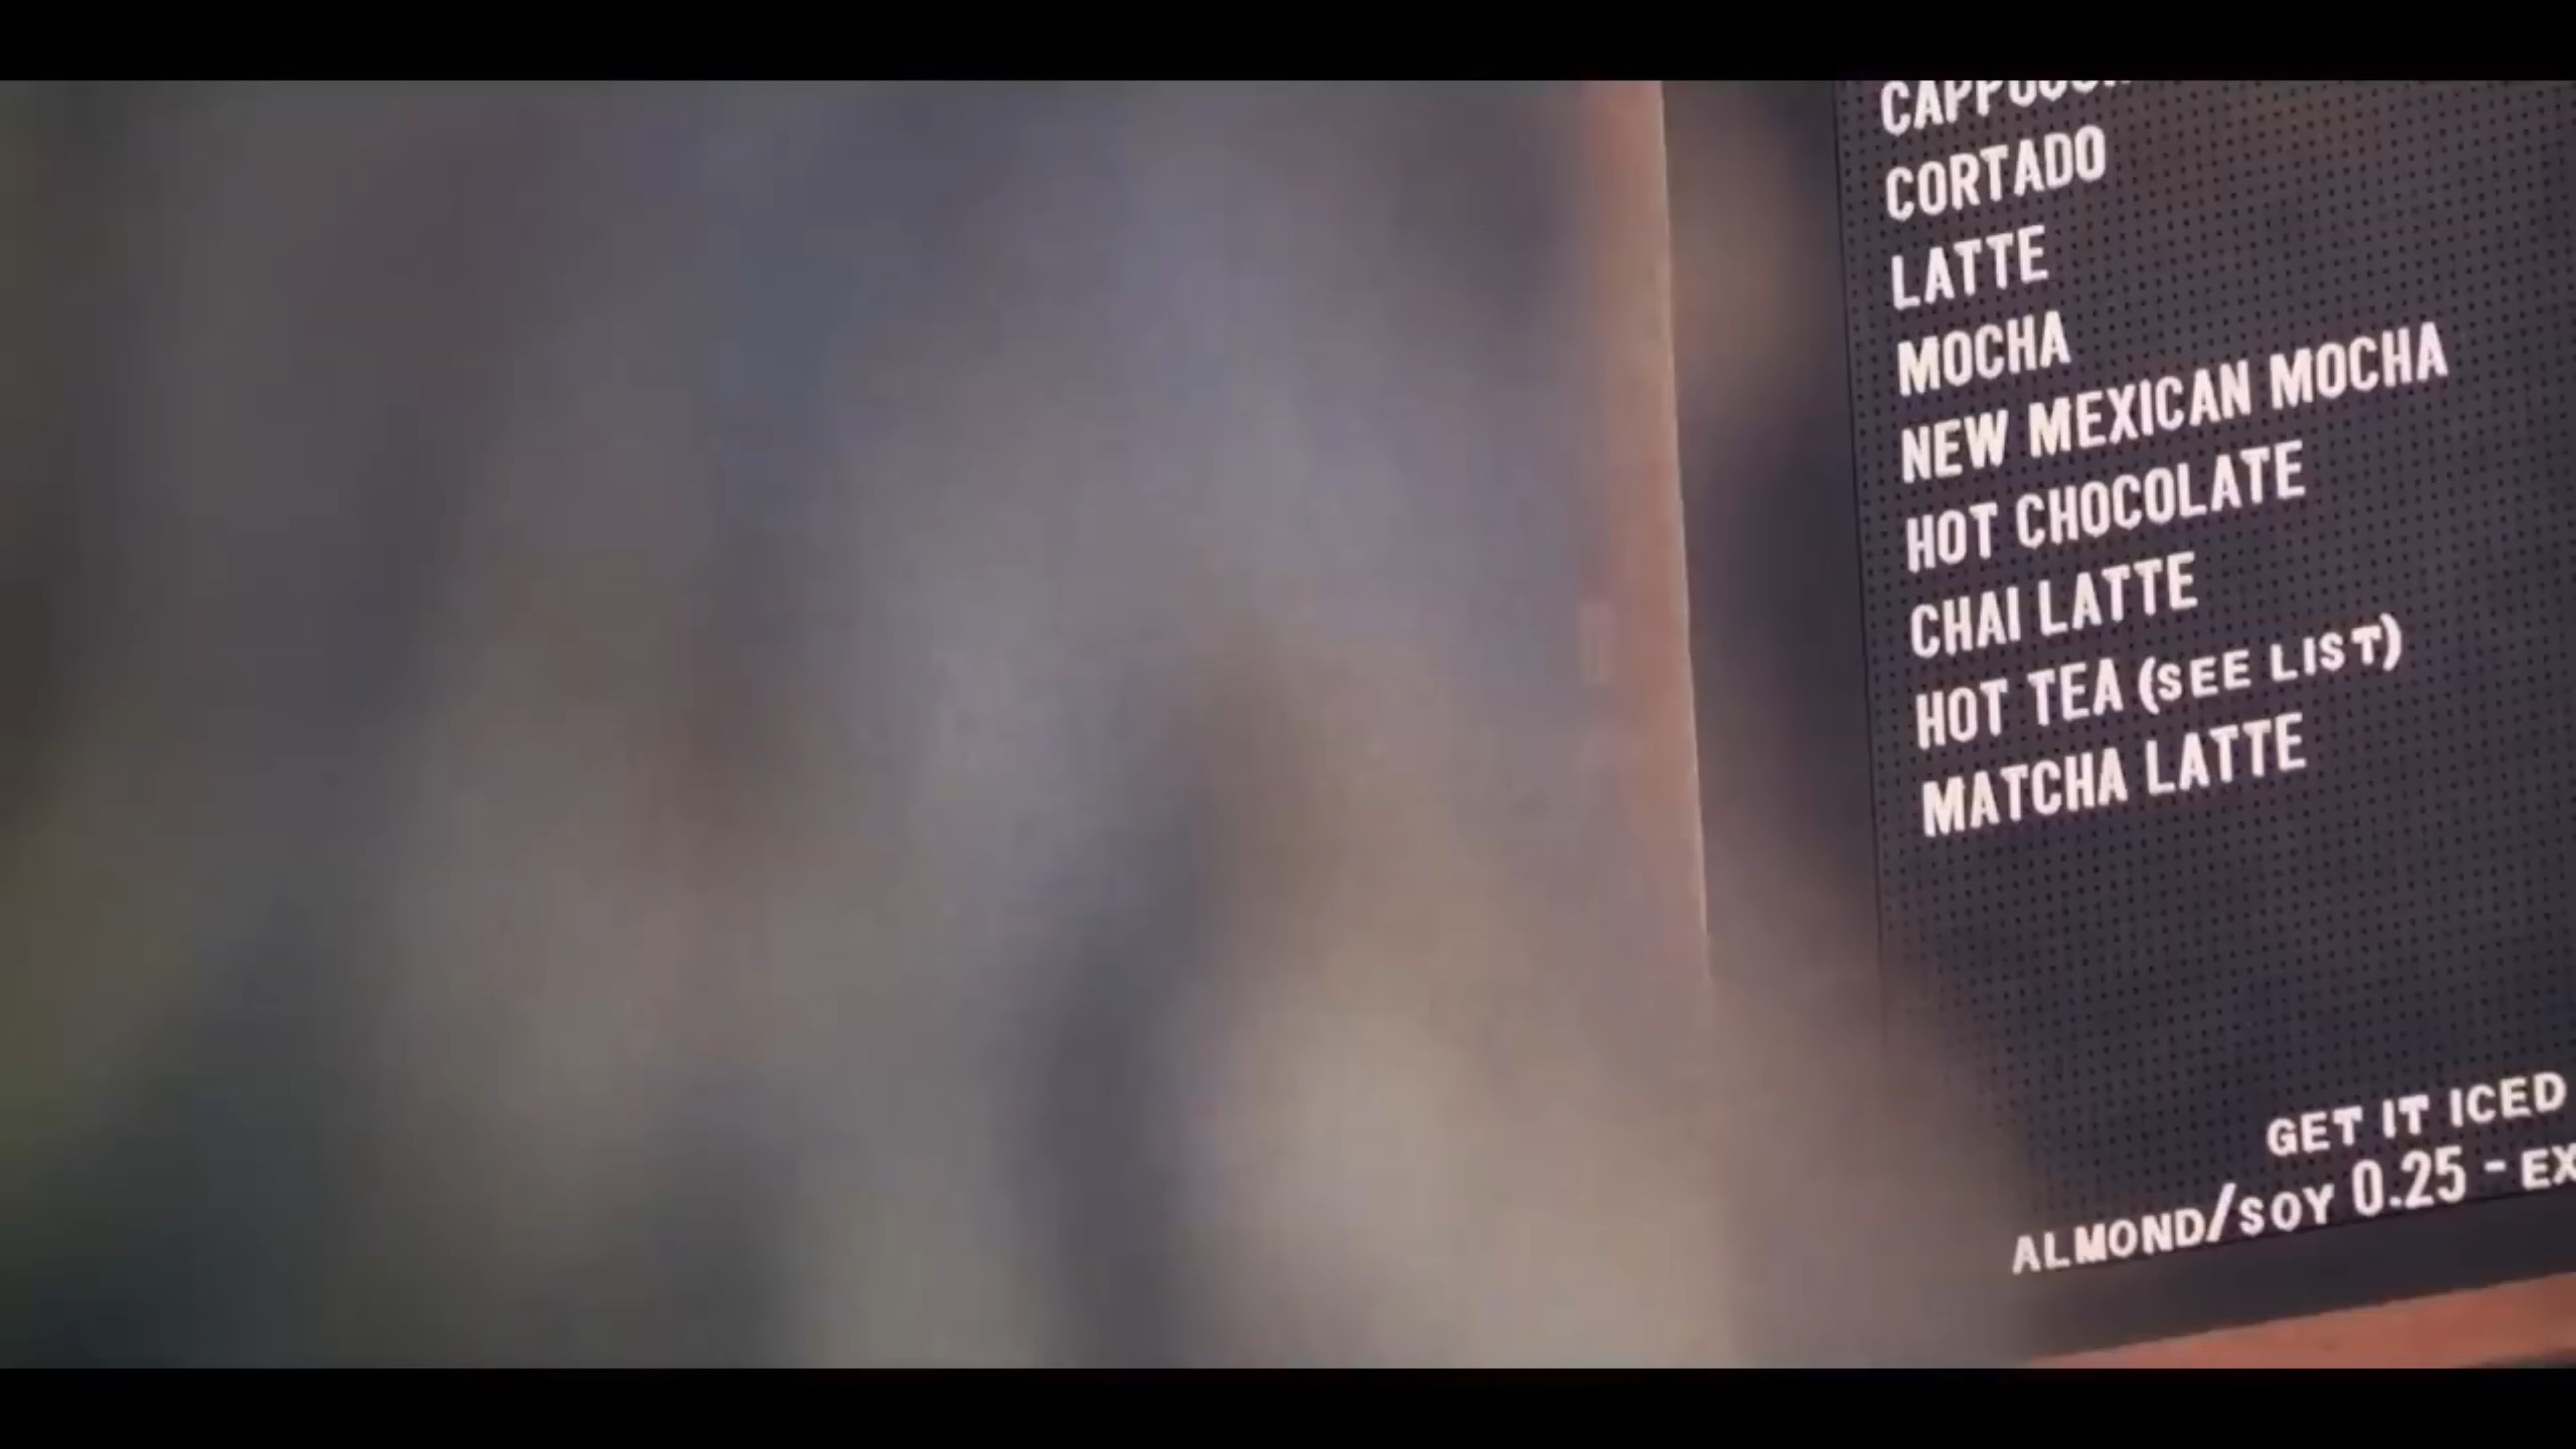 CORTADO
LATTE
MOCHA
NEW MEXICAN MOCHA
HOT CHOCOLATE
CHAI LATTE
HOT TEA (SEE LIST)
MATCHA LATTE
GET IT ICED
ALMOND/SOY 0.25 -